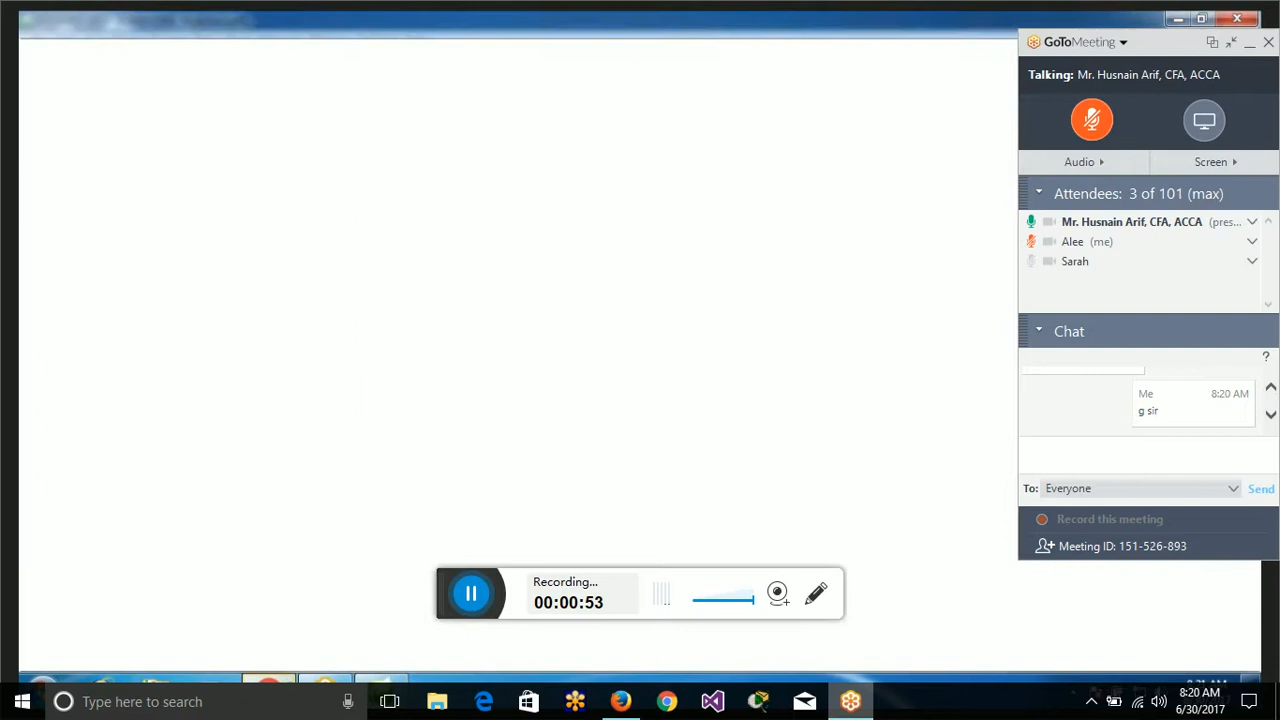 GoToMeeting
Talking: Mr. Husnain Arif, CFA, ACCA
Audio
Screen
Attendees: 3 of 101 (max)
Mr. Husnain Arif, CFA, ACCA (pres...
Alee (me)
Sarah
Chat
?
Me 8:20 AM
g sir
To: Everyone
Send
Record this meeting
Meeting ID: 151-526-893
Recording...
00:00:53
Type here to search
8:20 AM
6/30/2017